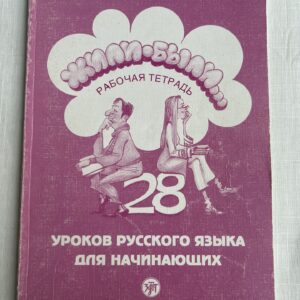 ЖИЛИ-БЫЛИ...
РАБОЧАЯ ТЕТРАДЬ
28
УРОКОВ РУССКОГО ЯЗЫКА
ДЛЯ НАЧИНАЮЩИХ